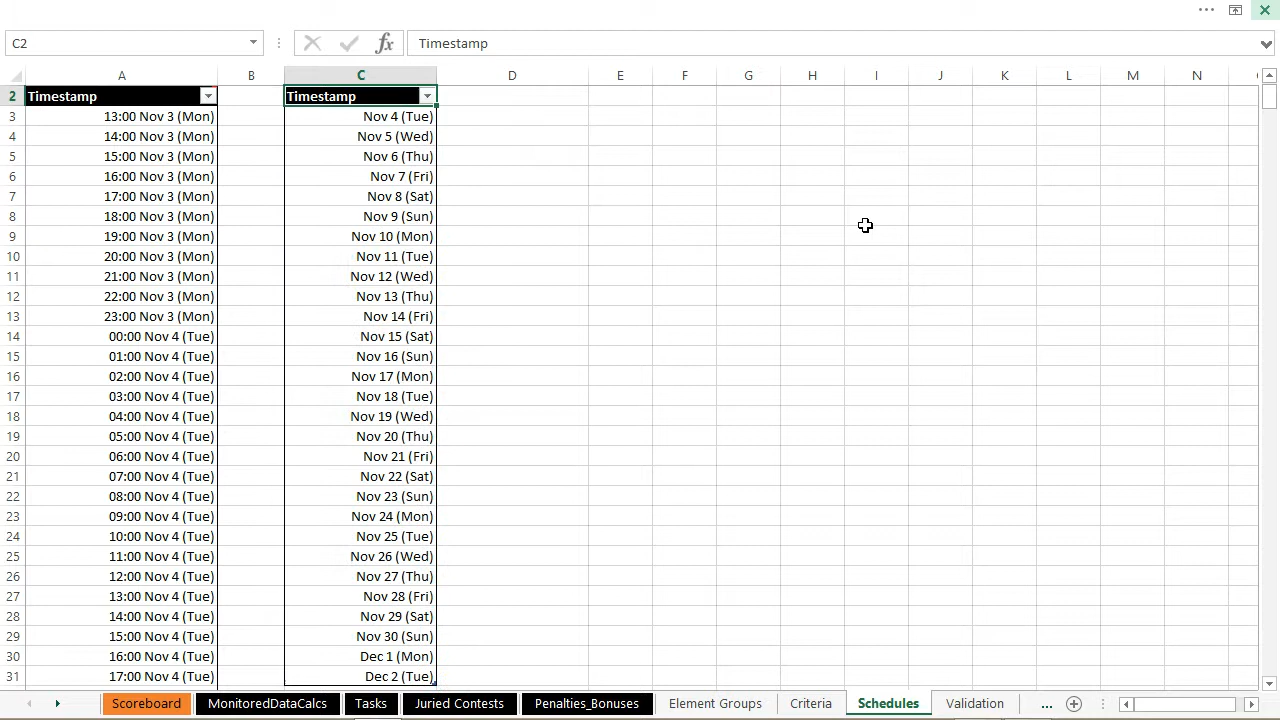 C2
fx
Timestamp
A B C D E F G H I J K L M N
2 Timestamp Timestamp
3 13:00 Nov 3 (Mon) Nov 4 (Tue)
4 14:00 Nov 3 (Mon) Nov 5 (Wed)
5 15:00 Nov 3 (Mon) Nov 6 (Thu)
6 16:00 Nov 3 (Mon) Nov 7 (Fri)
7 17:00 Nov 3 (Mon) Nov 8 (Sat)
8 18:00 Nov 3 (Mon) Nov 9 (Sun)
9 19:00 Nov 3 (Mon) Nov 10 (Mon)
10 20:00 Nov 3 (Mon) Nov 11 (Tue)
11 21:00 Nov 3 (Mon) Nov 12 (Wed)
12 22:00 Nov 3 (Mon) Nov 13 (Thu)
13 23:00 Nov 3 (Mon) Nov 14 (Fri)
14 00:00 Nov 4 (Tue) Nov 15 (Sat)
15 01:00 Nov 4 (Tue) Nov 16 (Sun)
16 02:00 Nov 4 (Tue) Nov 17 (Mon)
17 03:00 Nov 4 (Tue) Nov 18 (Tue)
18 04:00 Nov 4 (Tue) Nov 19 (Wed)
19 05:00 Nov 4 (Tue) Nov 20 (Thu)
20 06:00 Nov 4 (Tue) Nov 21 (Fri)
21 07:00 Nov 4 (Tue) Nov 22 (Sat)
22 08:00 Nov 4 (Tue) Nov 23 (Sun)
23 09:00 Nov 4 (Tue) Nov 24 (Mon)
24 10:00 Nov 4 (Tue) Nov 25 (Tue)
25 11:00 Nov 4 (Tue) Nov 26 (Wed)
26 12:00 Nov 4 (Tue) Nov 27 (Thu)
27 13:00 Nov 4 (Tue) Nov 28 (Fri)
28 14:00 Nov 4 (Tue) Nov 29 (Sat)
29 15:00 Nov 4 (Tue) Nov 30 (Sun)
30 16:00 Nov 4 (Tue) Dec 1 (Mon)
31 17:00 Nov 4 (Tue) Dec 2 (Tue)
Scoreboard MonitoredDataCalcs Tasks Juried Contests Penalties_Bonuses Element Groups Criteria Schedules Validation ...